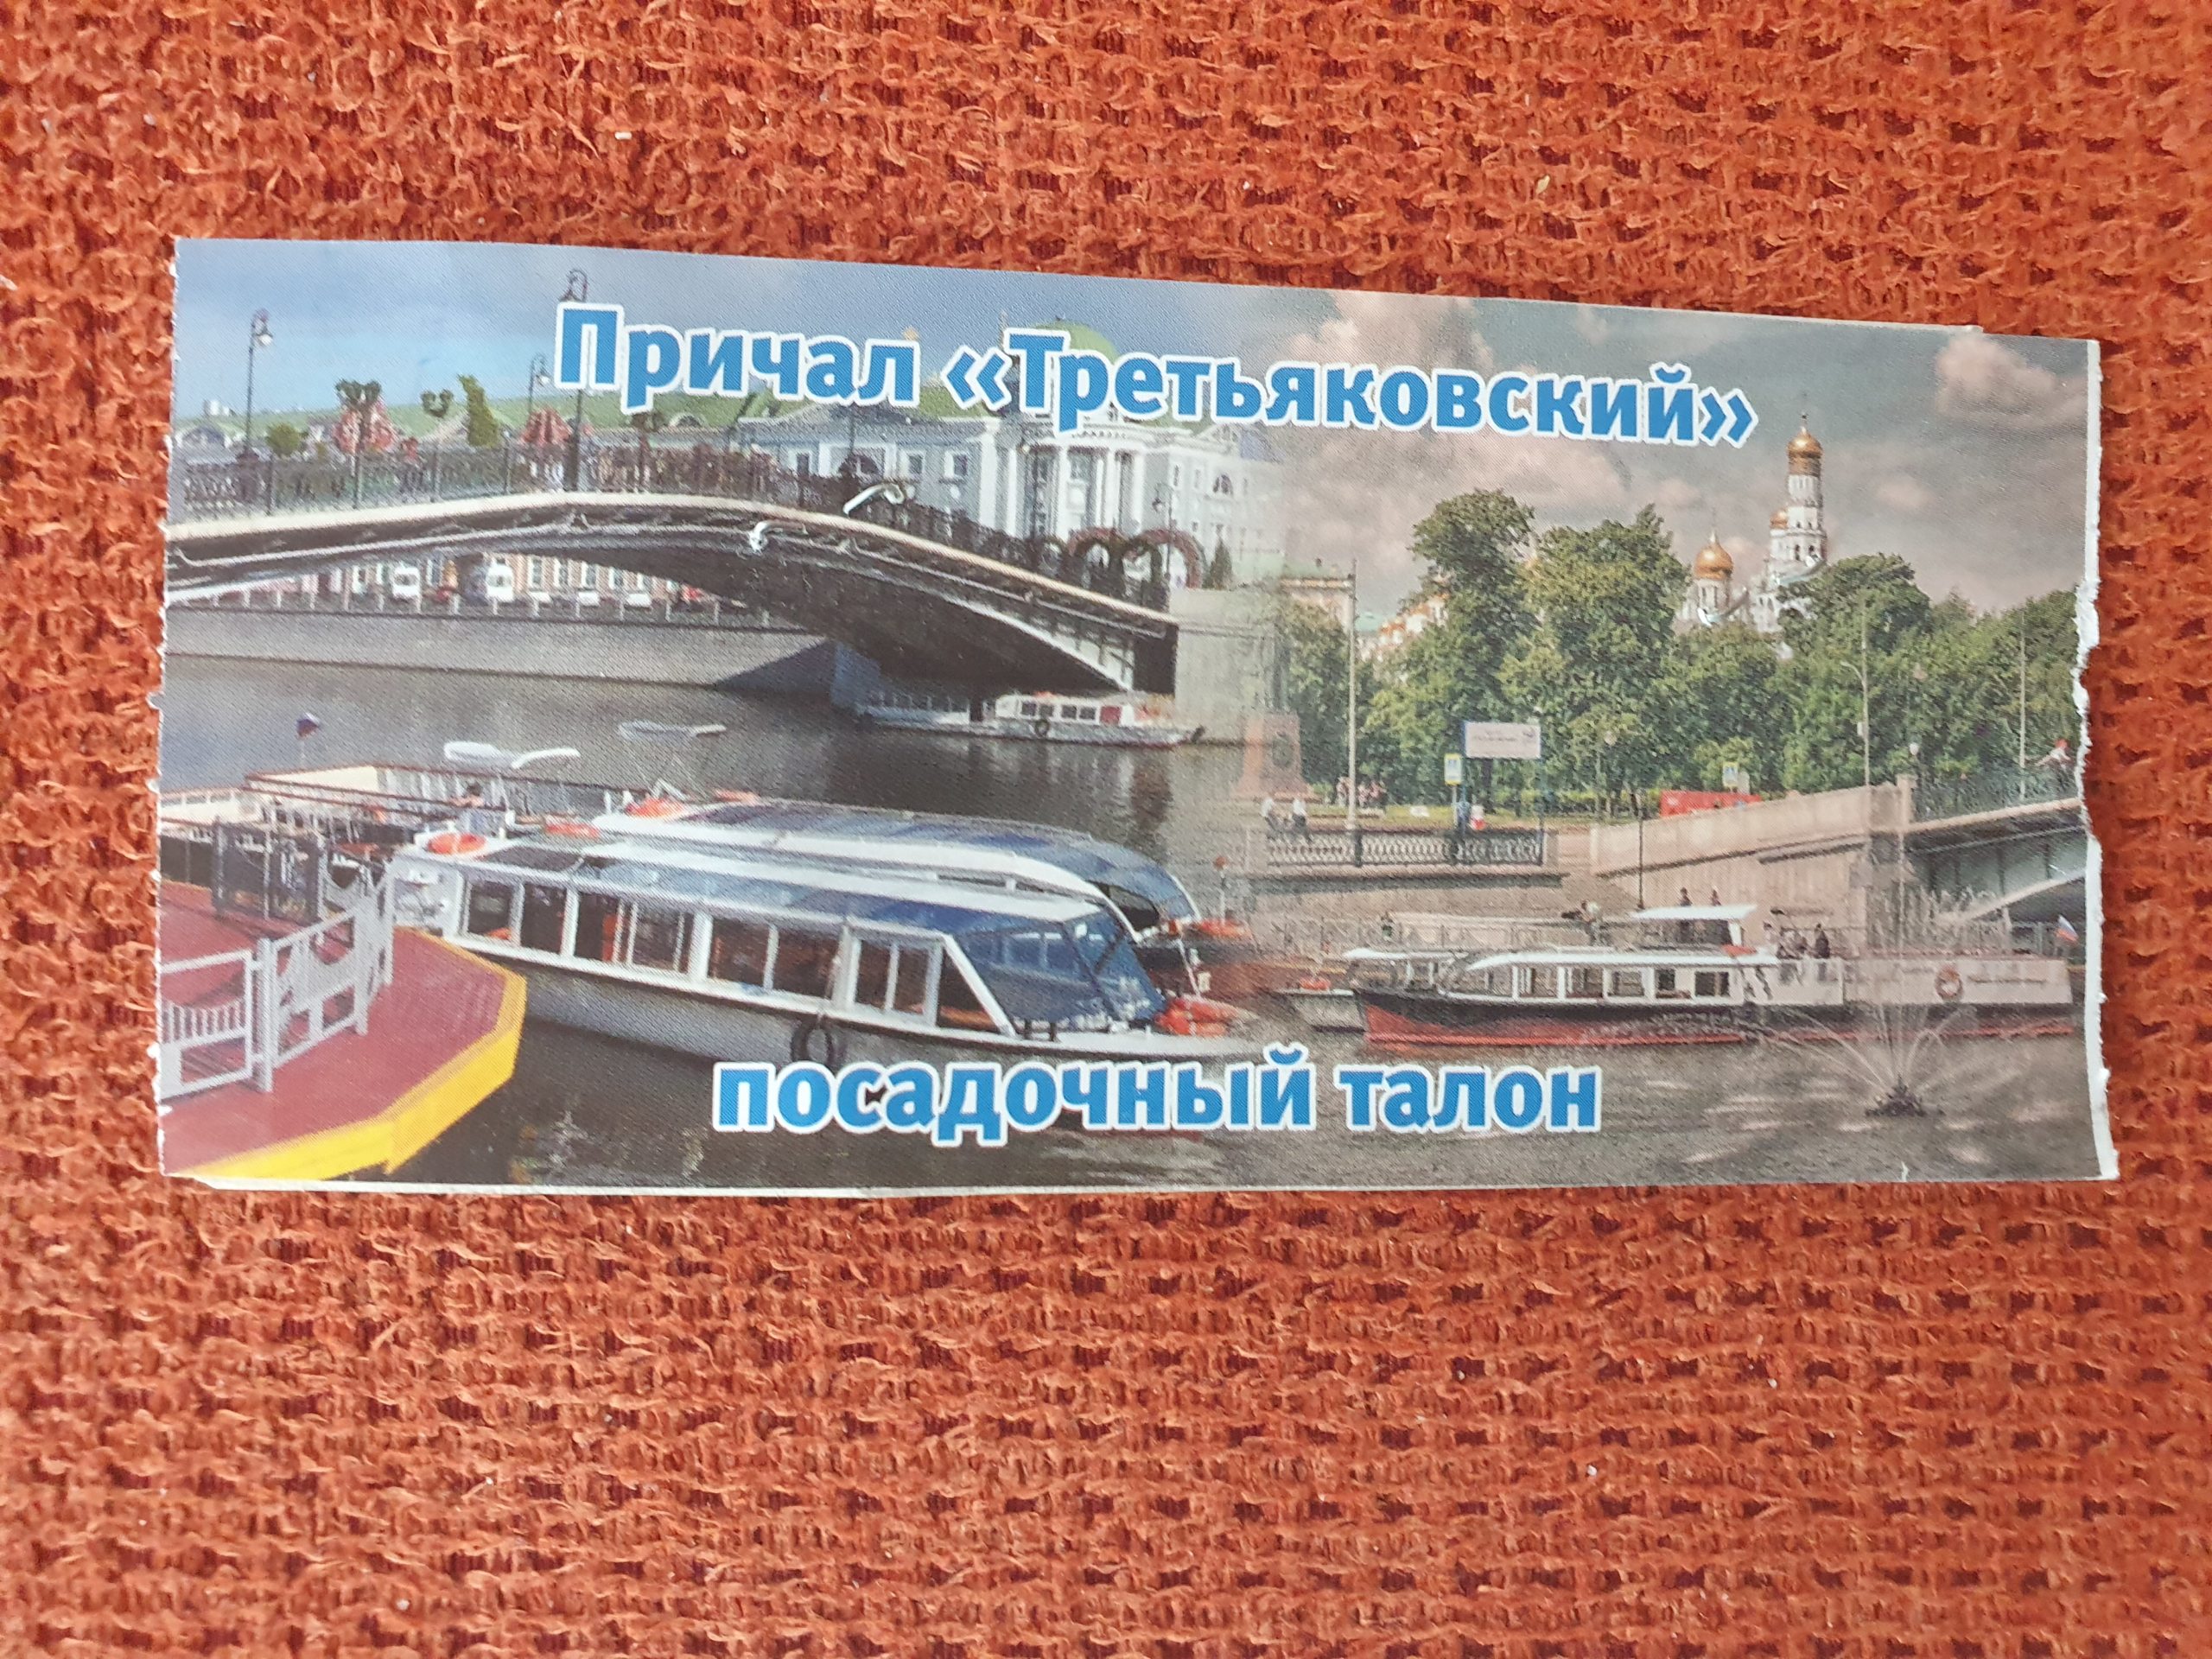 Причал «Третьяковский»
посадочный талон